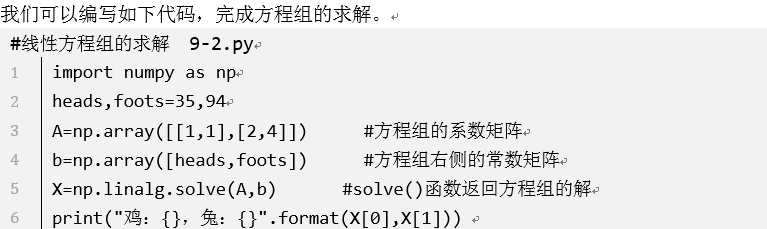 我们可以编写如下代码，完成方程组的求解。
#线性方程组的求解  9-2.py
1 import numpy as np
2 heads,foots=35,94
3 A=np.array([[1,1],[2,4]])     #方程组的系数矩阵
4 b=np.array([heads,foots])     #方程组右侧的常数矩阵
5 X=np.linalg.solve(A,b)      #solve()函数返回方程组的解
6 print("鸡：{}，兔：{}".format(X[0],X[1]))